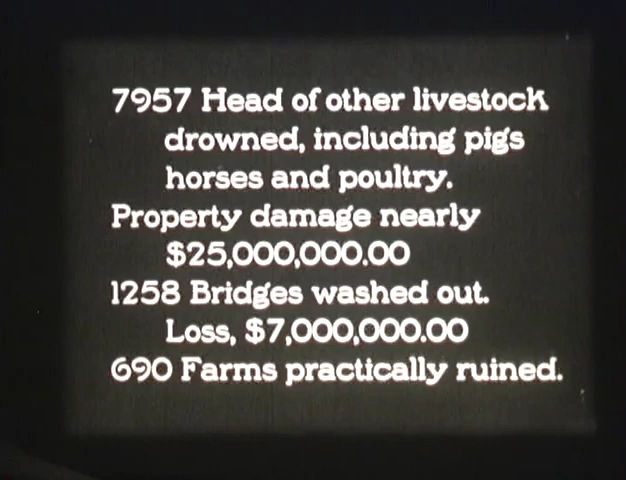 7957 Head of other livestock
drowned, including pigs
horses and poultry.
Property damage nearly
$25,000,000.00
1258 Bridges washed out.
Loss, $7,000,000.00
690 Farms practically ruined.